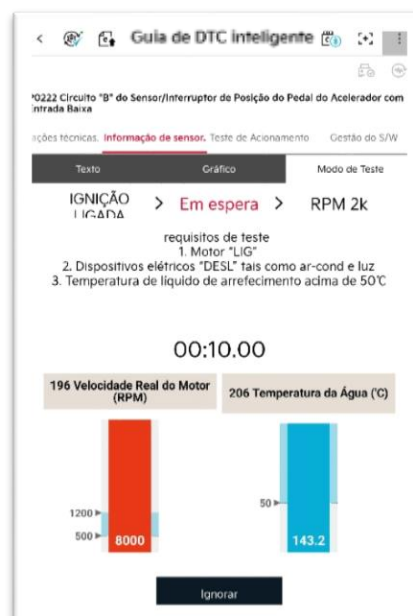 Guia de DTC inteligente
P0222 Circuito "B" do Sensor/Interruptor de Posição do Pedal do Acelerador com
Entrada Baixa
ações técnicas. Informação de sensor. Teste de Acionamento Gestão do S/W
Texto Gráfico Modo de Teste
IGNIÇÃO LIGADA > Em espera > RPM 2k
requisitos de teste
1. Motor "LIG"
2. Dispositivos elétricos "DESL" tais como ar-cond e luz
3. Temperatura de líquido de arrefecimento acima de 50℃
00:10.00
196 Velocidade Real do Motor
(RPM)
206 Temperatura da Água (℃)
1200
500
8000
50
143.2
Ignorar